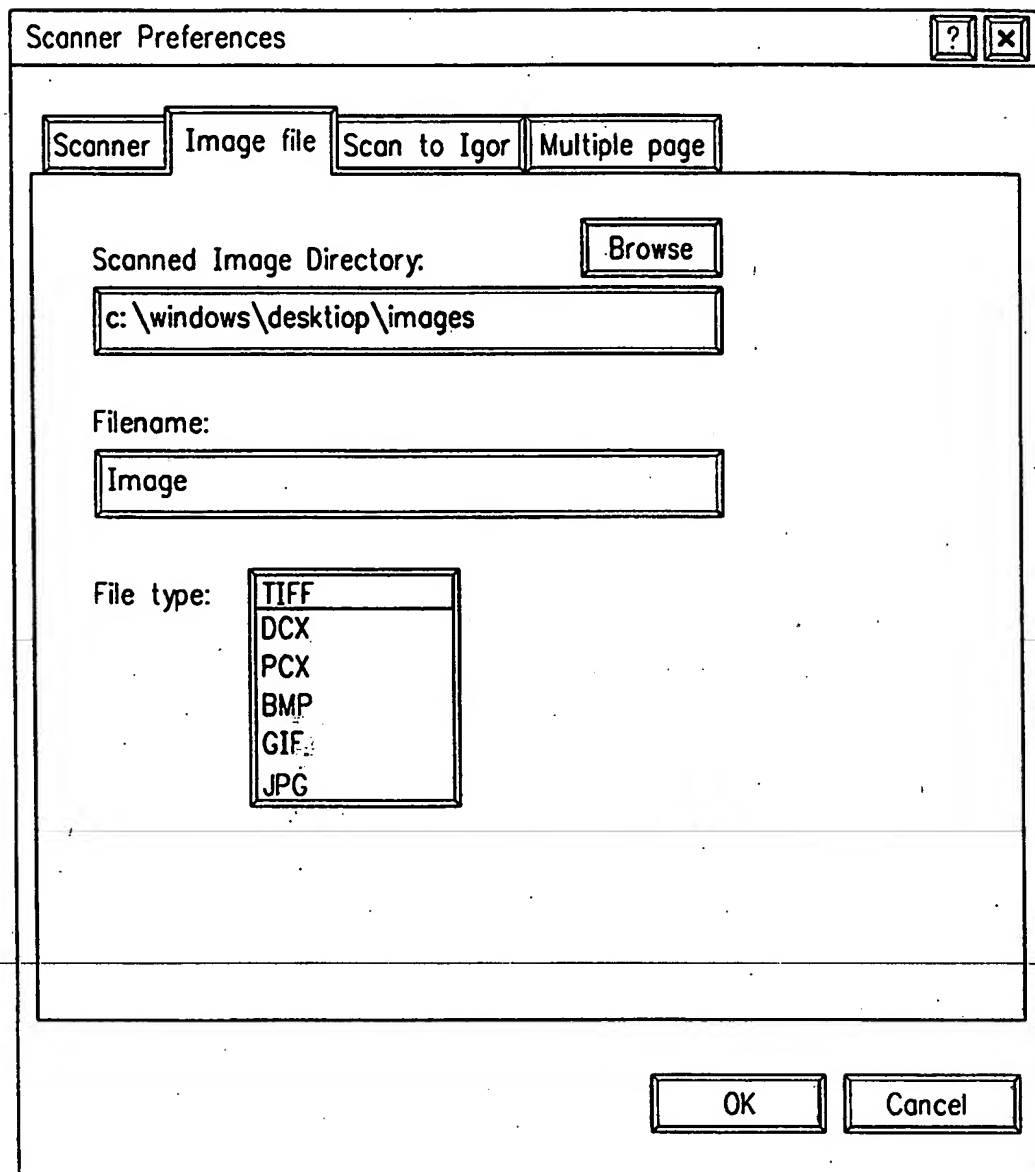 Scanner Preferences ? ×
Scanner Image file Scan to Igor Multiple page
Scanned Image Directory: Browse
c:\windows\desktiop\images
Filename:
Image
File type: TIFF
DCX
PCX
BMP
GIF
JPG
OK Cancel